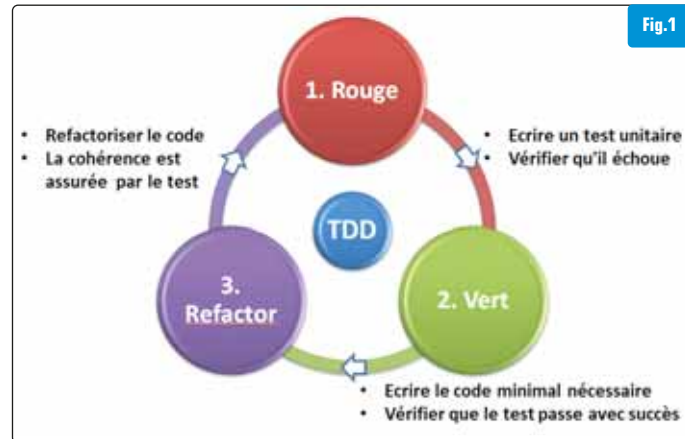 Fig.1
1. Rouge
• Refactoriser le code
• La cohérence est
assurée par le test
• Ecrire un test unitaire
• Vérifier qu'il échoue
TDD
3.
Refactor
2. Vert
• Ecrire le code minimal nécessaire
• Vérifier que le test passe avec succès